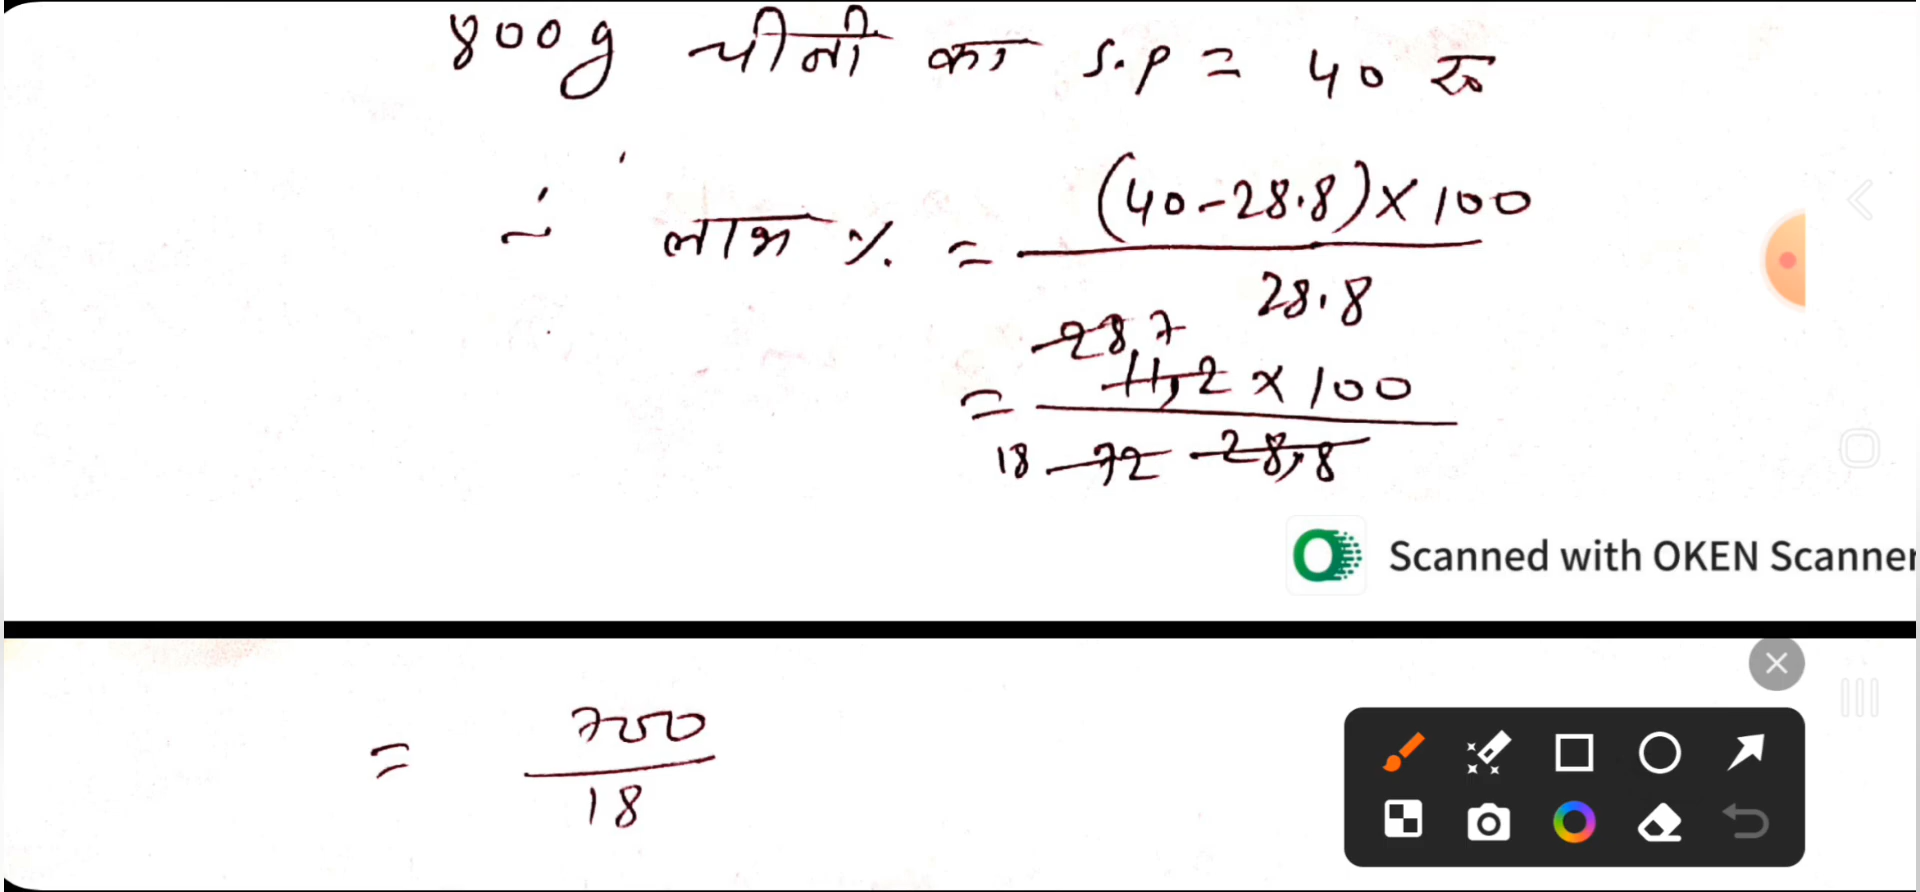 800g चीनी का S.P = 40 रु
∴ लाभ % = (40-28.8)×100
28.8
28 7
= 11.2 × 100
18 72 28.8
Scanned with OKEN Scanner
= 700
18